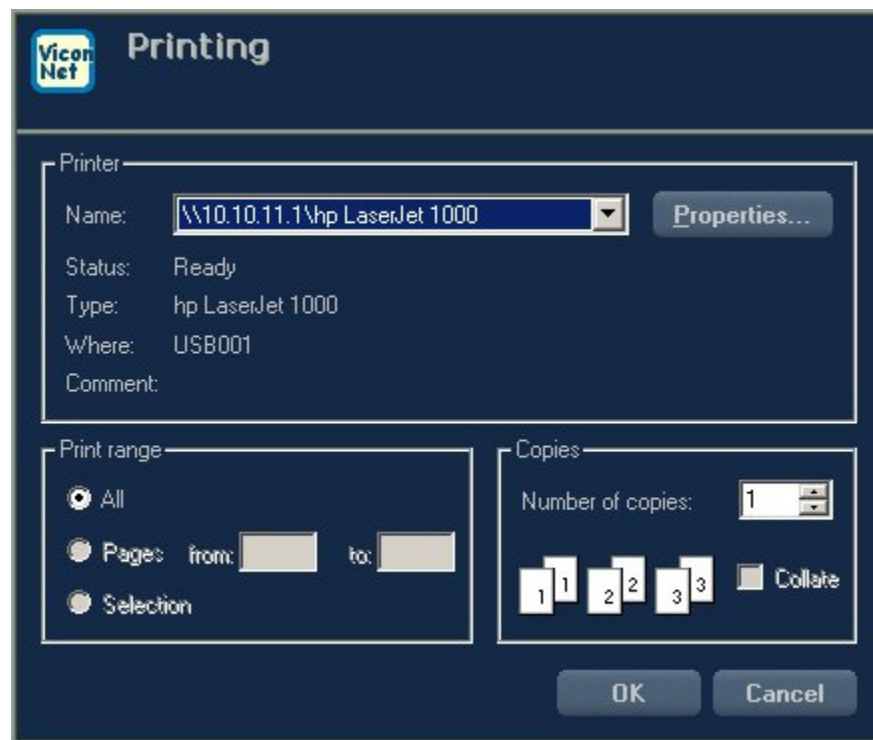 Vicon
Net
Printing
Printer
Name: \\10.10.11.1\hp LaserJet 1000 Properties...
Status: Ready
Type: hp LaserJet 1000
Where: USB001
Comment:
Print range
All
Pages from: to:
Selection
Copies
Number of copies: 1
1 1 2 2 3 3 Collate
OK Cancel